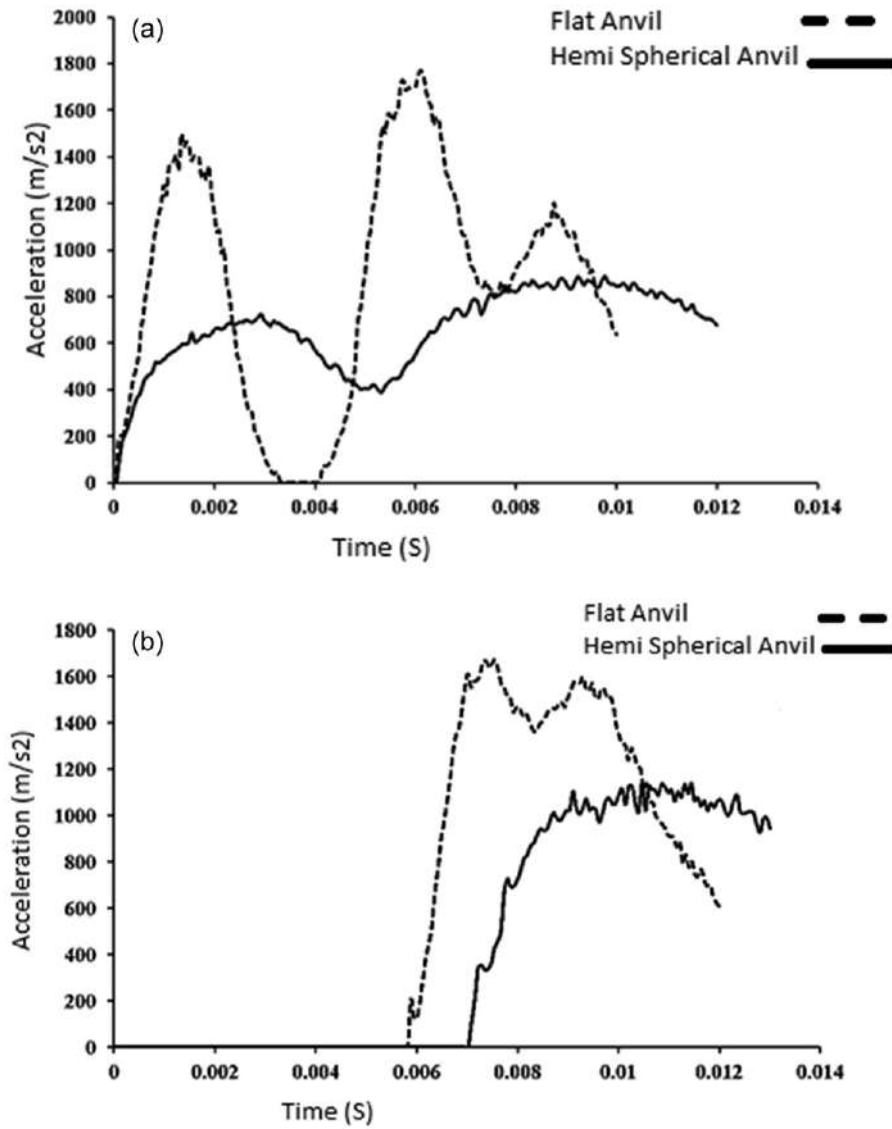 (a)
Flat Anvil
Hemi Spherical Anvil
Acceleration (m/s2)
2000
1800
1600
1400
1200
1000
800
600
400
200
0
0 0.002 0.004 0.006 0.008 0.01 0.012 0.014
Time (S)
(b)
Flat Anvil
Hemi Spherical Anvil
Acceleration (m/s2)
1800
1600
1400
1200
1000
800
600
400
200
0
0 0.002 0.004 0.006 0.008 0.01 0.012 0.014
Time (S)